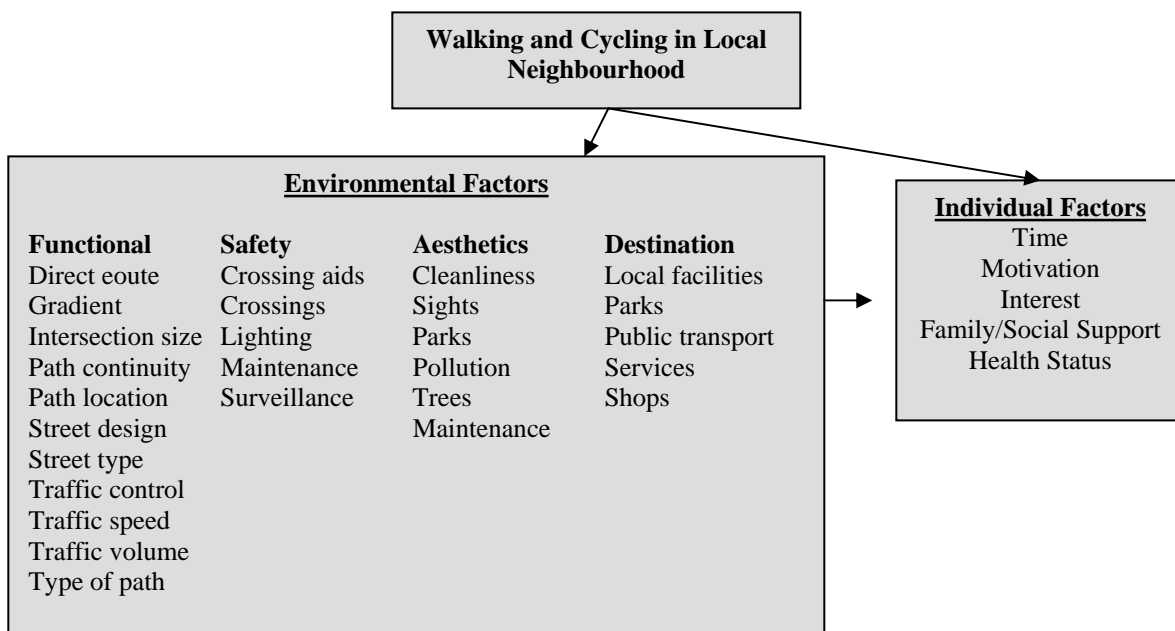 Walking and Cycling in Local
Neighbourhood
Environmental Factors
Functional
Direct eoute
Gradient
Intersection size
Path continuity
Path location
Street design
Street type
Traffic control
Traffic speed
Traffic volume
Type of path
Safety
Crossing aids
Crossings
Lighting
Maintenance
Surveillance
Aesthetics
Cleanliness
Sights
Parks
Pollution
Trees
Maintenance
Destination
Local facilities
Parks
Public transport
Services
Shops
Individual Factors
Time
Motivation
Interest
Family/Social Support
Health Status